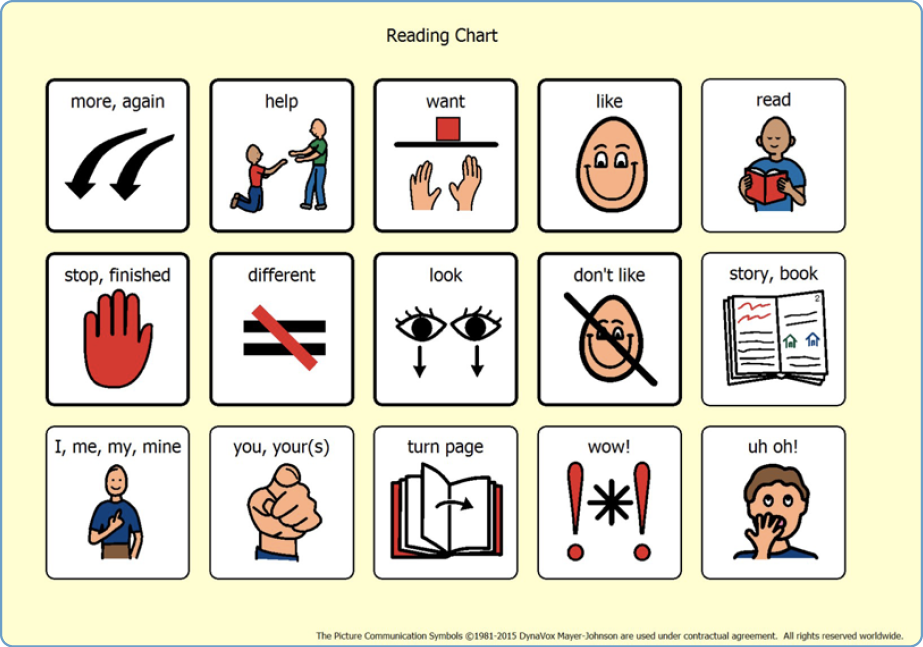 Reading Chart
more, again
help
want
like
read
stop, finished
different
look
don't like
story, book
2
I, me, my, mine
you, your(s)
turn page
wow!
uh oh!
The Picture Communication Symbols ©1981-2015 DynaVox Mayer-Johnson are used under contractual agreement. All rights reserved worldwide.